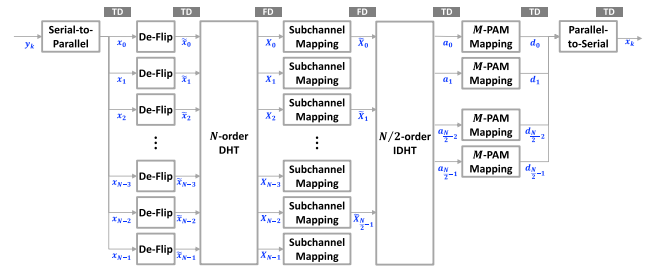 TD TD FD FD TD TD TD
Serial-to-Parallel
y_k
x_0 De-Flip x̃_0
x_1 De-Flip x̃_1
x_2 De-Flip x̃_2
⋮
x_{N-3} De-Flip x̃_{N-3}
x_{N-2} De-Flip x̃_{N-2}
x_{N-1} De-Flip x̃_{N-1}
N-order DHT
X_0 Subchannel Mapping X̃_0
X_1 Subchannel Mapping
X_2 Subchannel Mapping X̃_1
⋮
X_{N-3} Subchannel Mapping
X_{N-2} Subchannel Mapping X̃_{N/2-1}
X_{N-1} Subchannel Mapping
N/2-order IDHT
a_0 M-PAM Mapping d_0
a_1 M-PAM Mapping d_1
a_{N/2-2} M-PAM Mapping d_{N/2-2}
a_{N/2-1} M-PAM Mapping d_{N/2-1}
Parallel-to-Serial
x_k